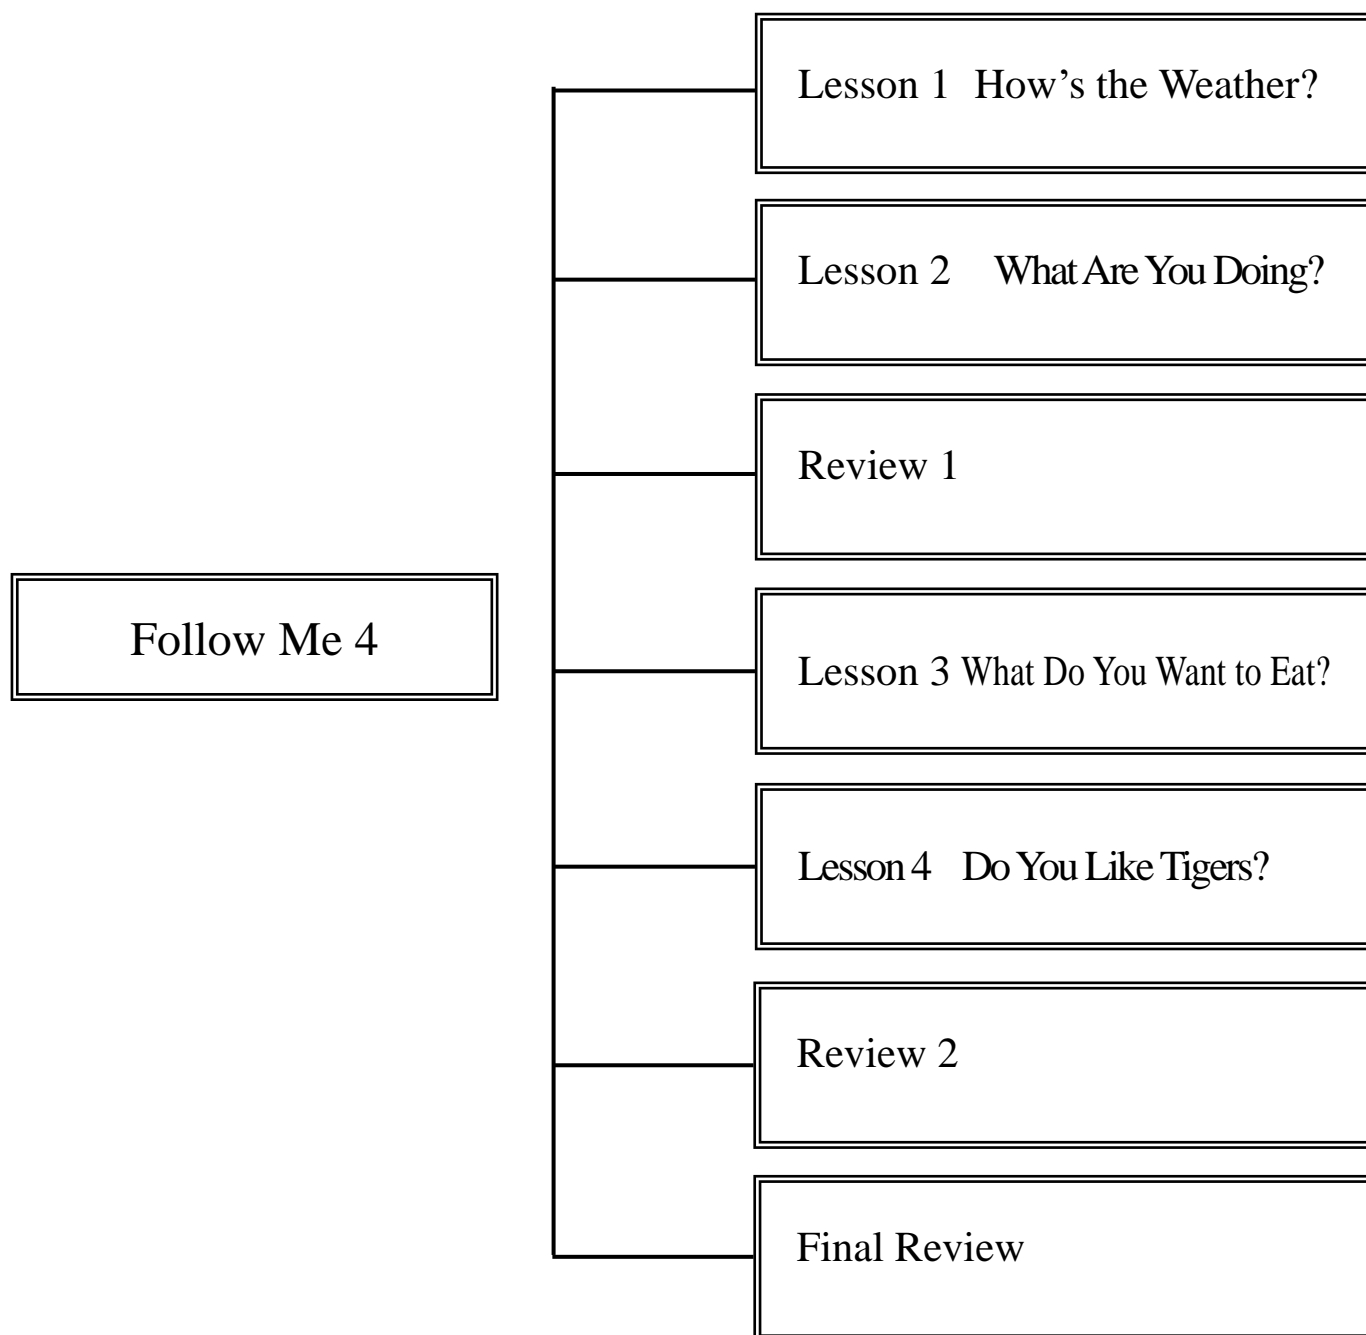 Lesson 1 How’s the Weather?
Lesson 2 What Are You Doing?
Review 1
Follow Me 4
Lesson 3 What Do You Want to Eat?
Lesson 4 Do You Like Tigers?
Review 2
Final Review